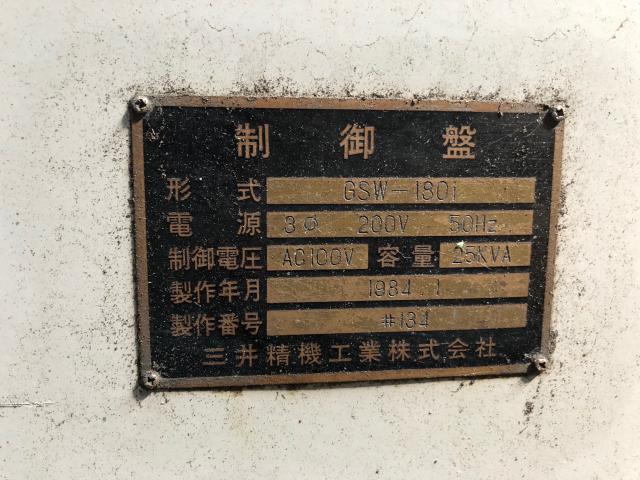 制御盤
形式 GSW-180i
電源 3Ø 200V 50Hz
制御電圧 AC100V 容量 25KVA
製作年月 1984.1
製作番号 #134
三井精機工業株式会社